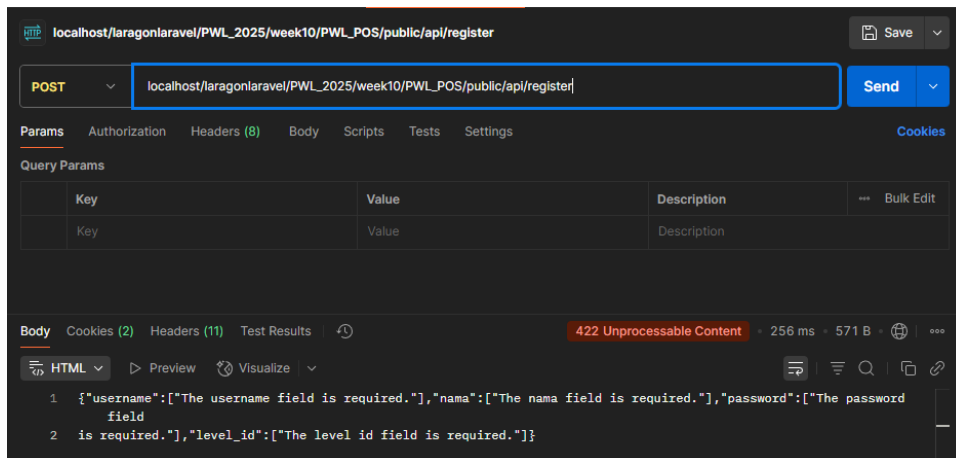 HTTP localhost/laragonlaravel/PWL_2025/week10/PWL_POS/public/api/register Save
POST localhost/laragonlaravel/PWL_2025/week10/PWL_POS/public/api/register Send
Params Authorization Headers (8) Body Scripts Tests Settings Cookies
Query Params
Key Value Description Bulk Edit
Key Value Description
Body Cookies (2) Headers (11) Test Results 422 Unprocessable Content 256 ms 571 B
HTML Preview Visualize
1 {"username":["The username field is required."],"nama":["The nama field is required."],"password":["The password
field
2 is required."],"level_id":["The level id field is required."]}